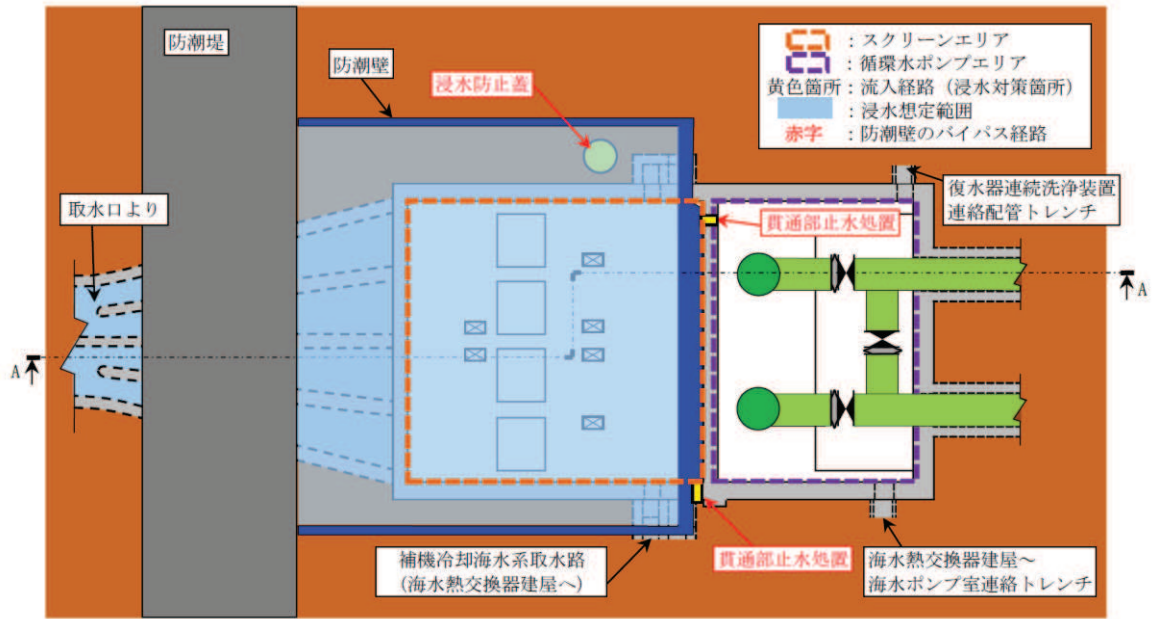 防潮堤
防潮壁
浸水防止蓋
：スクリーンエリア
：循環水ポンプエリア
黄色箇所：流入経路（浸水対策箇所）
：浸水想定範囲
赤字：防潮壁のバイパス経路
取水口より
復水器連続洗浄装置
連絡配管トレンチ
貫通部止水処置
A
A
補機冷却海水系取水路
(海水熱交換器建屋へ)
貫通部止水処置
海水熱交換器建屋～
海水ポンプ室連絡トレンチ